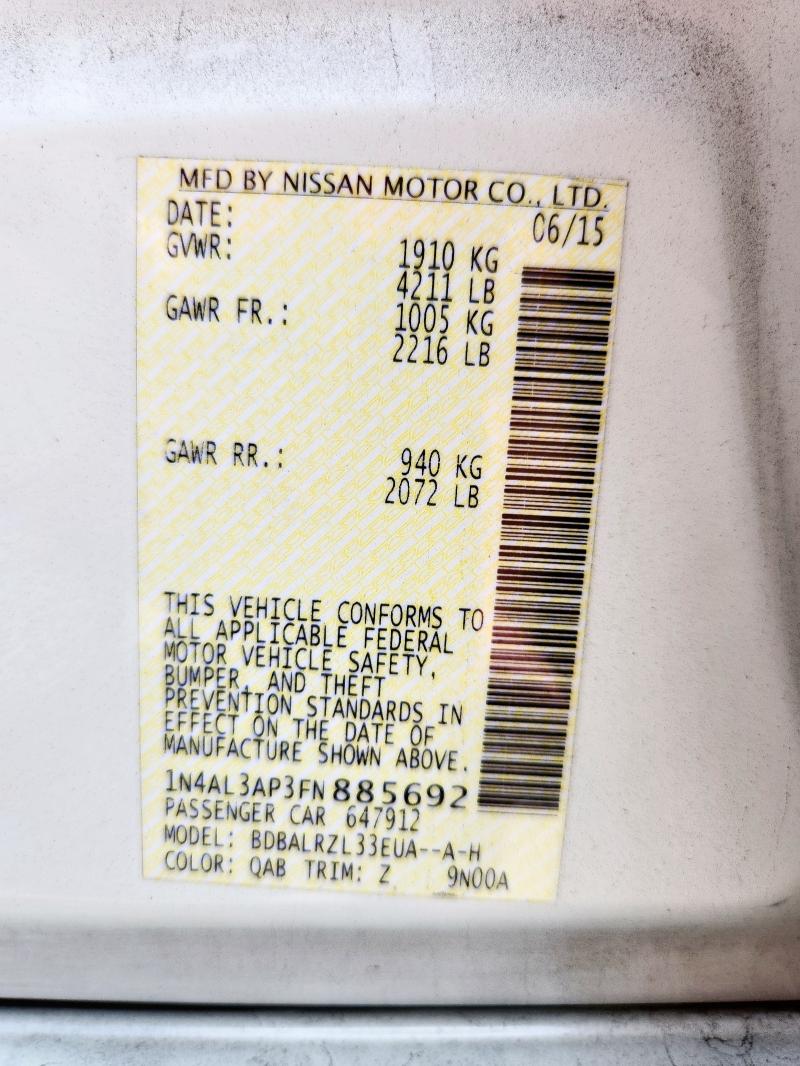 MFD BY NISSAN MOTOR CO., LTD.
DATE: 06/15
GVWR: 1910 KG
4211 LB
GAWR FR.: 1005 KG
2216 LB
GAWR RR.: 940 KG
2072 LB
THIS VEHICLE CONFORMS TO
ALL APPLICABLE FEDERAL
MOTOR VEHICLE SAFETY,
BUMPER, AND THEFT
PREVENTION STANDARDS IN
EFFECT ON THE DATE OF
MANUFACTURE SHOWN ABOVE.
1N4AL3AP3FN885692
PASSENGER CAR 647912
MODEL: BDBALRZL33EUA--A-H
COLOR: QAB TRIM: Z 9N00A